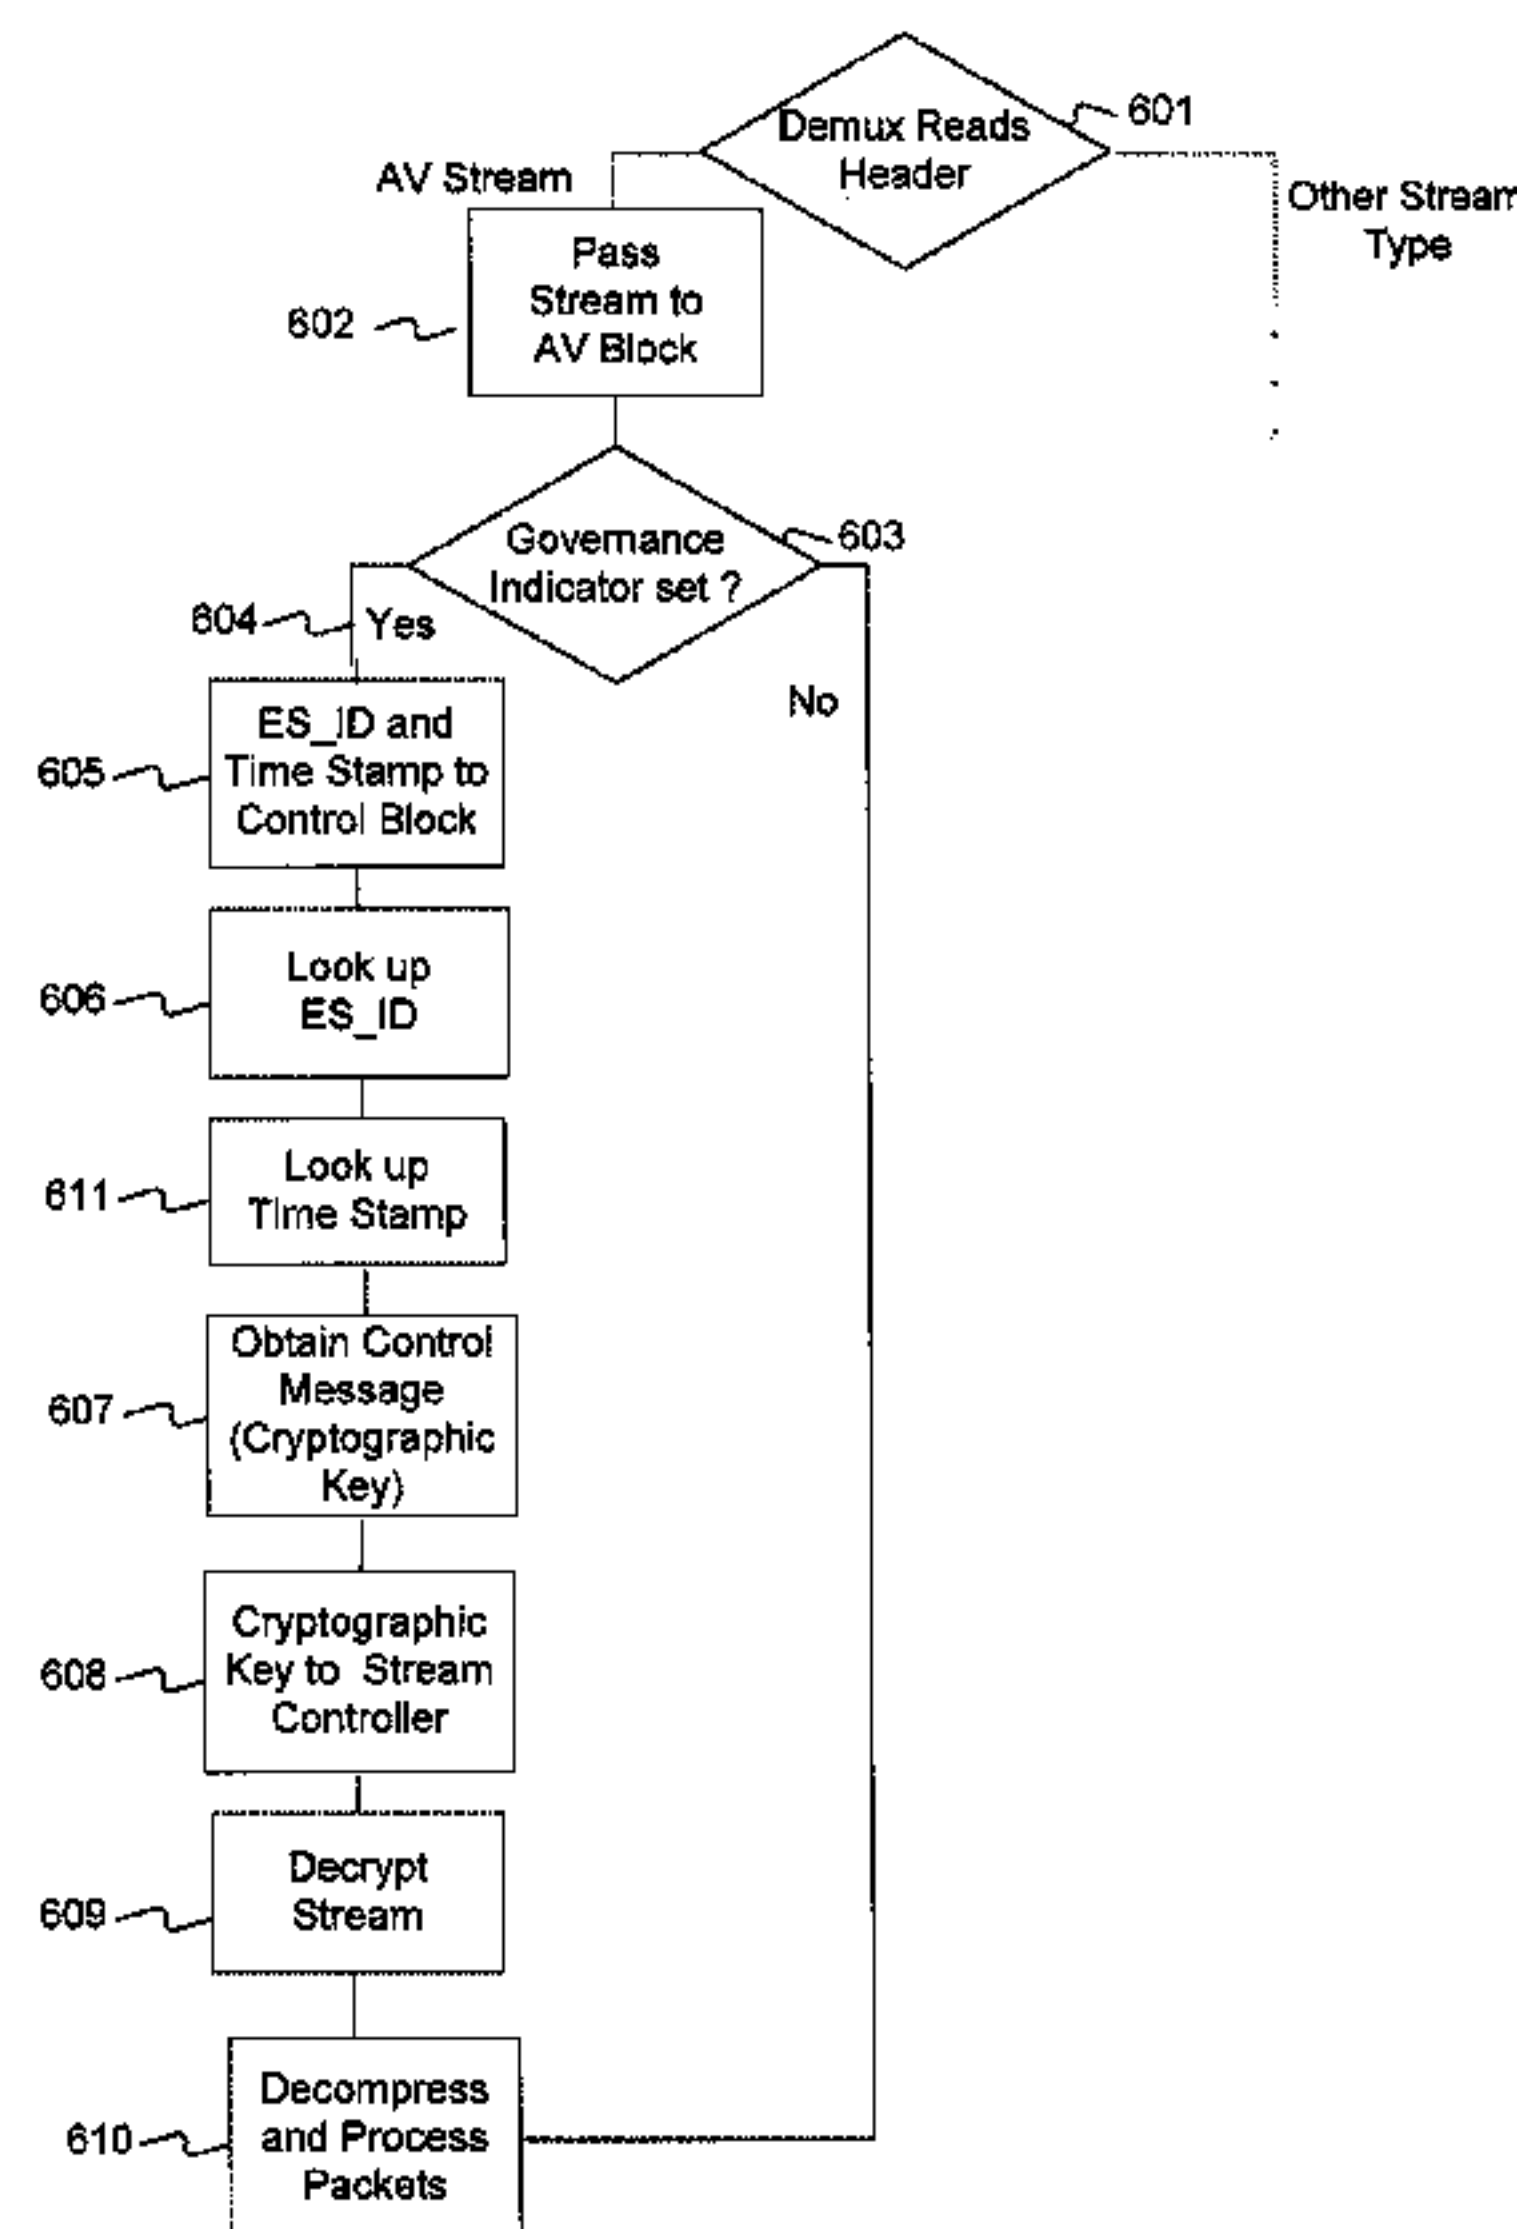 Demux Reads
Header
601
AV Stream
Other Stream
Type
Pass
Stream to
AV Block
602
Governance
Indicator set ?
603
604
Yes
No
ES_ID and
Time Stamp to
Control Block
605
Look up
ES_ID
606
Look up
Time Stamp
611
Obtain Control
Message
(Cryptographic
Key)
607
Cryptographic
Key to Stream
Controller
608
Decrypt
Stream
609
Decompress
and Process
Packets
610